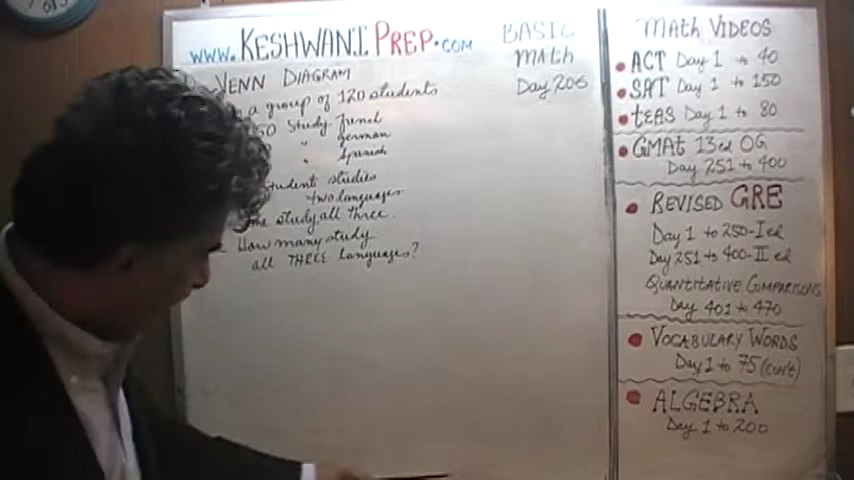 www.KESHWANI PREP.COM
BASIC
Math
Day 206
VENN DIAGRAM
a group of 120 students
50 study French
" German
" Spanish
student studies
two languages
study all three.
How many study
all THREE languages?
Math VIDEOS
ACT Day 1 to 40
SAT Day 1 to 150
tEAS Day 1 to 80
GMAt 13 ed OG
Day 251 to 400
REVISED GRE
Day 1 to 250-I ed
Day 251 to 400-II ed
QUANTITATIVE COMPARISONS
Day 401 to 470
VOCABULARY WORDS
Day 1 to 75 (con't)
ALGEBRA
Day 1 to 200